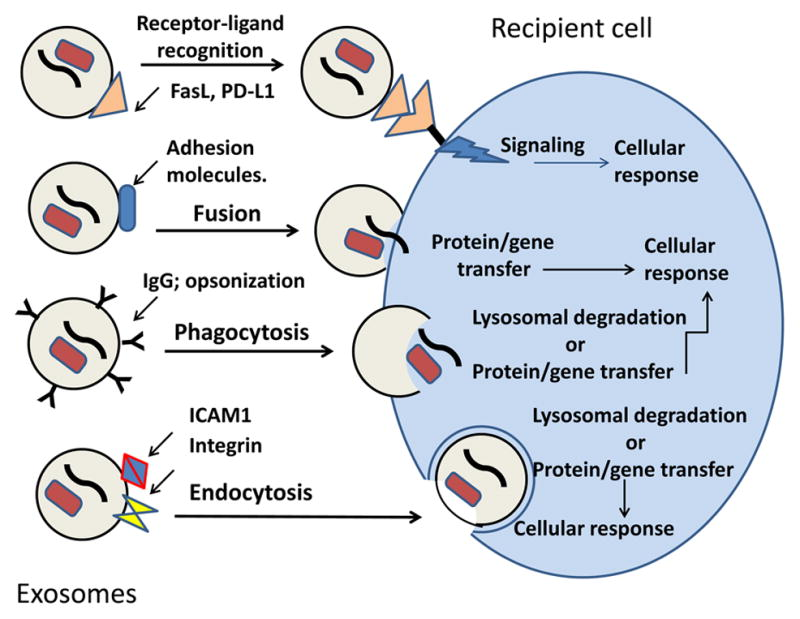 Recipient cell
Receptor-ligand
recognition
FasL, PD-L1
Signaling
Cellular
response
Adhesion
molecules.
Fusion
Protein/gene
transfer
Cellular
response
IgG; opsonization
Phagocytosis
Lysosomal degradation
or
Protein/gene transfer
ICAM1
Integrin
Endocytosis
Lysosomal degradation
or
Protein/gene transfer
Cellular response
Exosomes